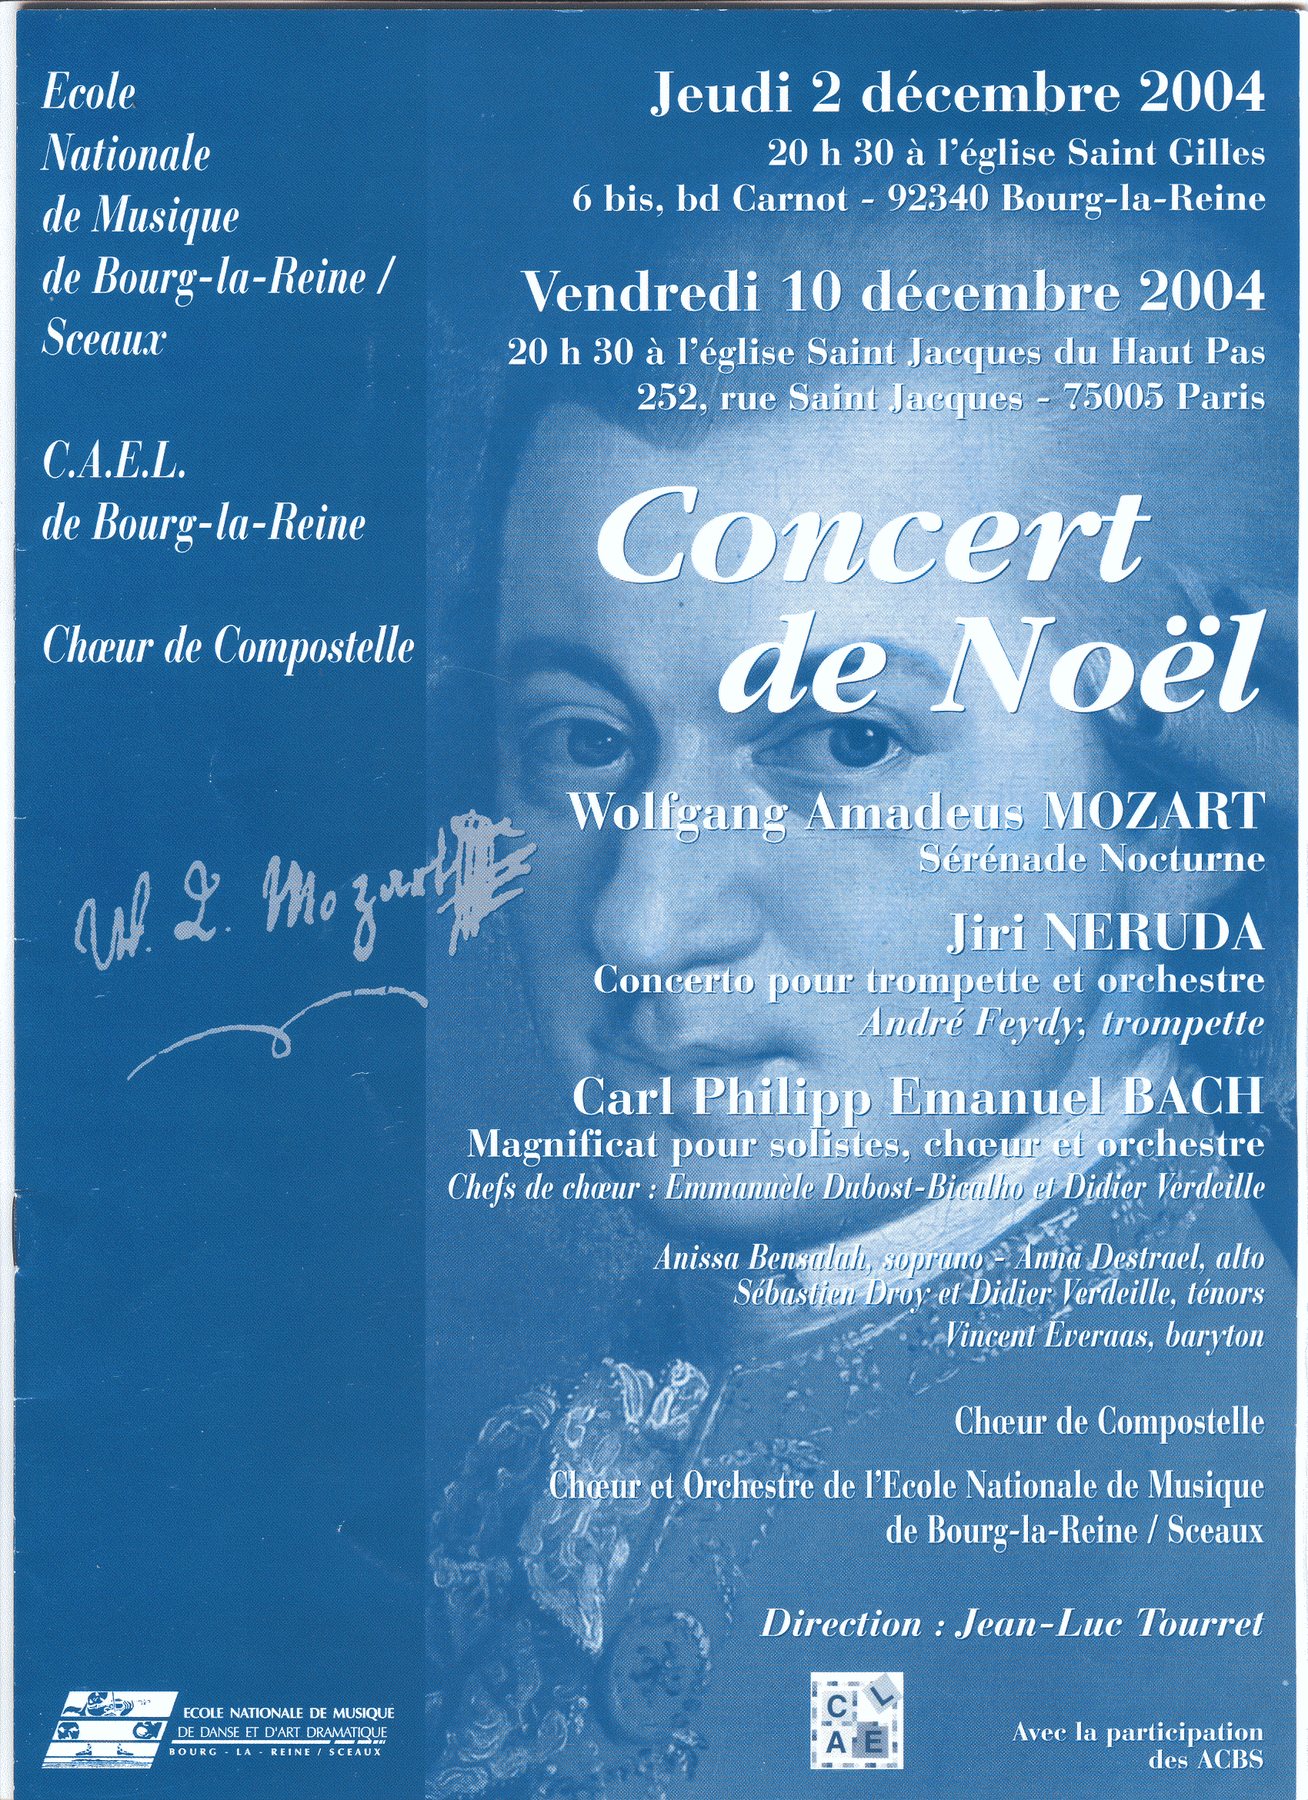 Ecole
Nationale
de Musique
de Bourg-la-Reine /
Sceaux
C.A.E.L.
de Bourg-la-Reine
Chœur de Compostelle
W. A. Mozart
Jeudi 2 décembre 2004
20 h 30 à l'église Saint Gilles
6 bis, bd Carnot - 92340 Bourg-la-Reine
Vendredi 10 décembre 2004
20 h 30 à l'église Saint Jacques du Haut Pas
252, rue Saint Jacques - 75005 Paris
Concert
de Noël
Wolfgang Amadeus MOZART
Sérénade Nocturne
Jiri NERUDA
Concerto pour trompette et orchestre
André Feydy, trompette
Carl Philipp Emanuel BACH
Magnificat pour solistes, chœur et orchestre
Chefs de chœur : Emmanuèle Dubost-Bicalho et Didier Verdeille
Anissa Bensalah, soprano - Anna Destrael, alto
Sébastien Droy et Didier Verdeille, ténors
Vincent Everaas, baryton
Chœur de Compostelle
Chœur et Orchestre de l'Ecole Nationale de Musique
de Bourg-la-Reine / Sceaux
Direction : Jean-Luc Tourret
ECOLE NATIONALE DE MUSIQUE
DE DANSE ET D'ART DRAMATIQUE
BOURG - LA - REINE / SCEAUX
C L
A E
Avec la participation
des ACBS